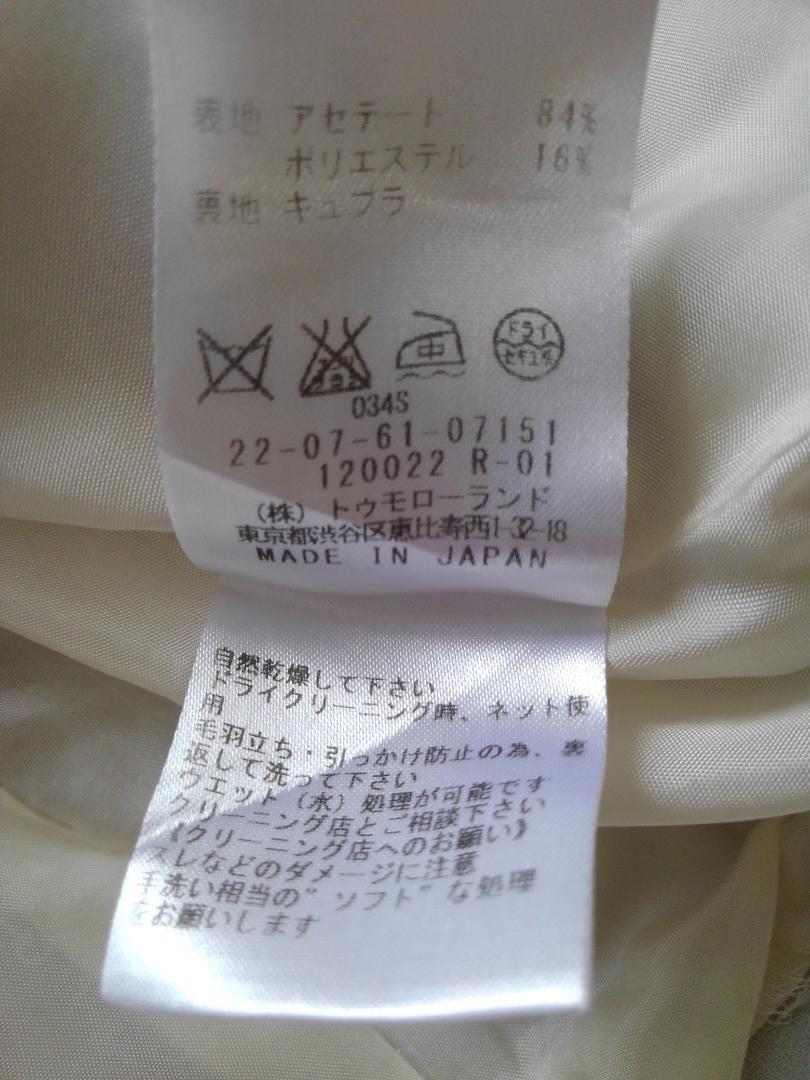 表地 アセテート 84%
ポリエステル 16%
裏地 キュプラ
エンソサラシ 中 ドライ
セキユ系
034S
22-07-61-07151
120022 R-01
(株) トゥモローランド
東京都渋谷区恵比寿西1-32-18
MADE IN JAPAN
自然乾燥して下さい
ドライクリーニング時、ネット使
用
毛羽立ち・引っかけ防止の為、裏
返して洗って下さい
ウエット(水)処理が可能です
クリーニング店とご相談下さい
《クリーニング店へのお願い》
スレなどのダメージに注意
手洗い相当の"ソフト"な処理
をお願いします